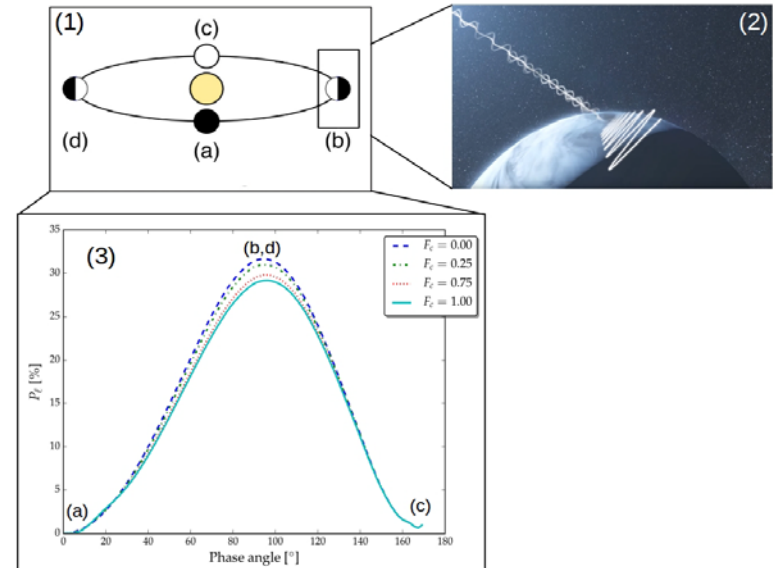 (1)
(c)
(d)
(a)
(b)
(2)
(3)
(b,d)
F_c = 0.00
F_c = 0.25
F_c = 0.75
F_c = 1.00
35
30
25
20
15
10
5
0
P_ℓ [%]
(a)
(c)
0 20 40 60 80 100 120 140 160 180
Phase angle [°]